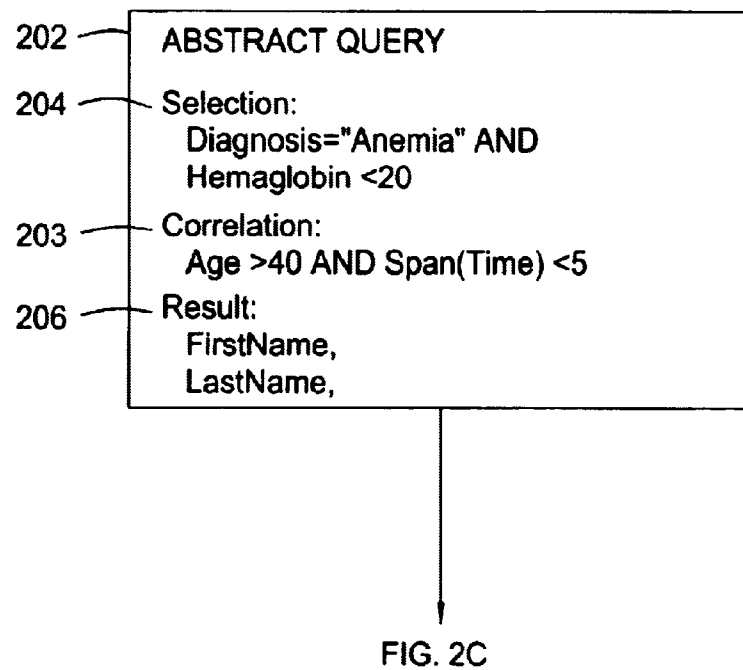 202 ABSTRACT QUERY
204 Selection:
Diagnosis="Anemia" AND
Hemaglobin <20
203 Correlation:
Age >40 AND Span(Time) <5
206 Result:
FirstName,
LastName,
FIG. 2C